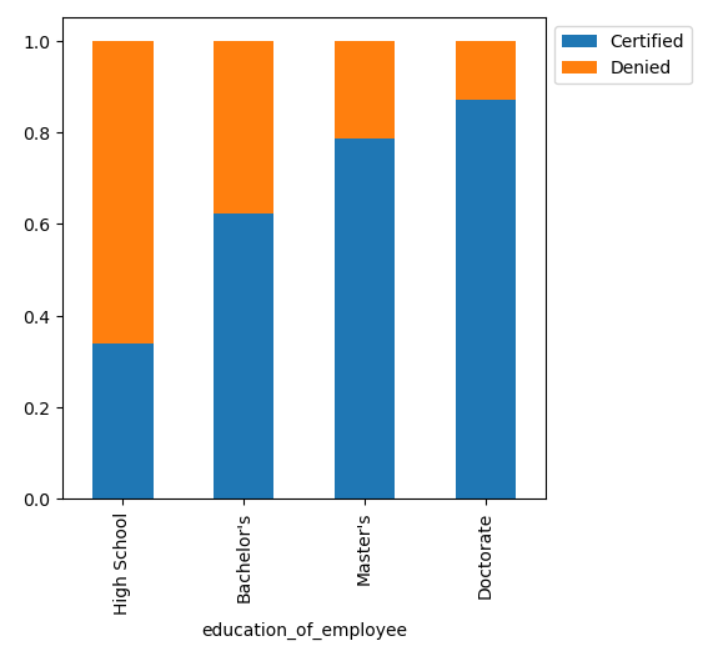 Certified
Denied
1.0
0.8
0.6
0.4
0.2
0.0
High School
Bachelor's
Master's
Doctorate
education_of_employee